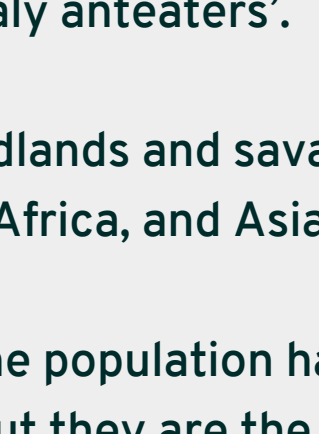 aly anteaters’.
dlands and sava
Africa, and Asia
ne population ha
ut they are the